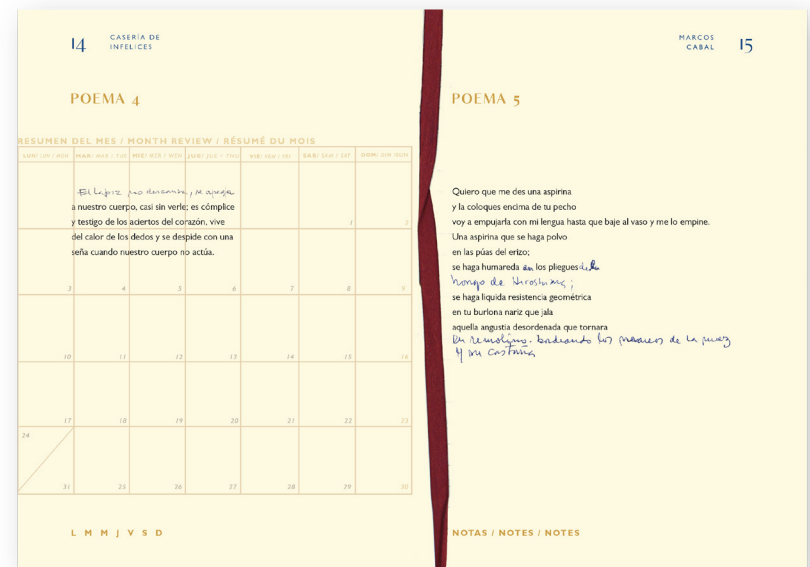 14 CASERÍA DE
INFELICES
POEMA 4
RESUMEN DEL MES / MONTH REVIEW / RÉSUMÉ DU MOIS
LUN/ LUN / MON MAR/ MAR / TUE MIÉ/ MER / WEN JUE/ JEU / THU VIE/ VEN / FRI SÁB/ SAM / SAT DOM/ DIM /SUN
El lápiz no descansa, se apega
a nuestro cuerpo, casi sin verle; es cómplice
y testigo de los aciertos del corazón, vive
del calor de los dedos y se despide con una
seña cuando nuestro cuerpo no actúa.
1 2
3 4 5 6 7 8 9
10 11 12 13 14 15 16
17 18 19 20 21 22 23
24
31 25 26 27 28 29 30
L M M J V S D
MARCOS
CABAL 15
POEMA 5
Quiero que me des una aspirina
y la coloques encima de tu pecho
voy a empujarla con mi lengua hasta que baje al vaso y me lo empine.
Una aspirina que se haga polvo
en las púas del erizo;
se haga humareda en los pliegues de
hongo de Hiroshima;
se haga liquida resistencia geométrica
en tu burlona nariz que jala
aquella angustia desordenada que tornara
En remolino. bordeando los de la nuez
y su castaña
NOTAS / NOTES / NOTES